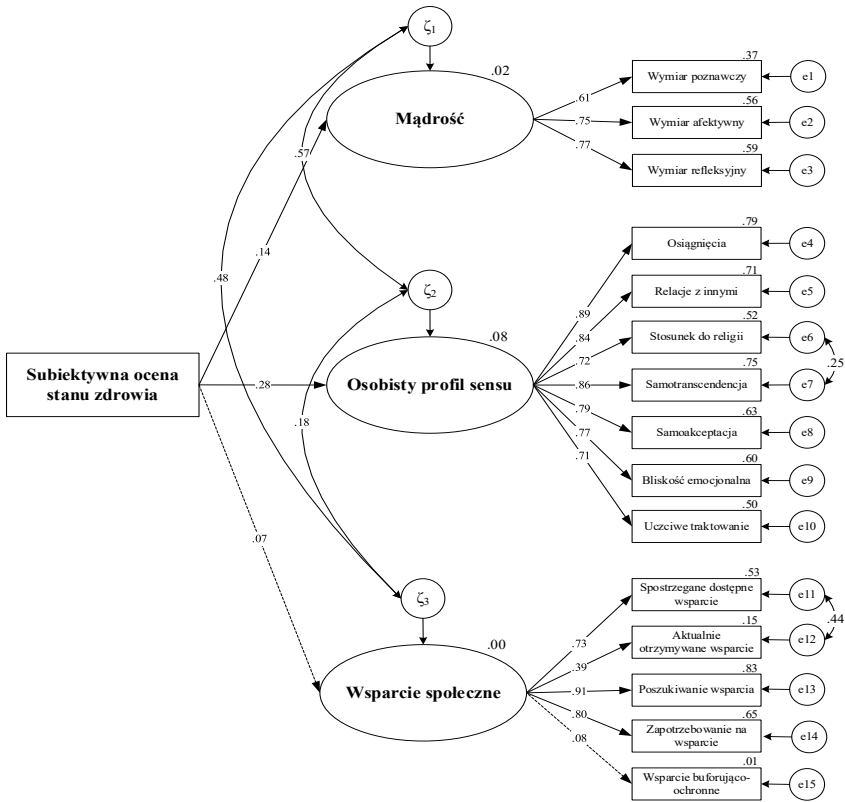 ζ1
.02
Mądrość
.37
Wymiar poznawczy
e1
.61
.56
Wymiar afektywny
e2
.75
.59
Wymiar refleksyjny
e3
.77
.57
.14
.48
.79
Osiągnięcia
e4
.89
.71
Relacje z innymi
e5
.84
.52
Stosunek do religii
e6
.72
.25
.75
Samotranscendencja
e7
.86
.63
Samoakceptacja
e8
.79
.60
Bliskość emocjonalna
e9
.77
.50
Uczciwe traktowanie
e10
.71
ζ2
.08
Osobisty profil sensu
Subiektywna ocena
stanu zdrowia
.28
.18
.07
ζ3
.00
Wsparcie społeczne
.53
Spostrzegane dostępne
wsparcie
e11
.73
.44
.15
Aktualnie
otrzymywane wsparcie
e12
.39
.83
Poszukiwanie wsparcia
e13
.91
.65
Zapotrzebowanie na
wsparcie
e14
.80
.01
Wsparcie buforująco-
ochronne
e15
.08